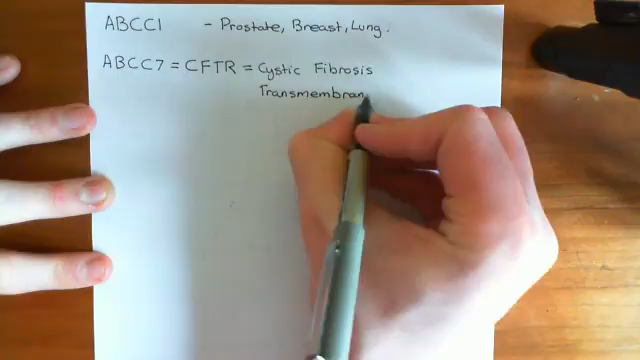 ABCC1 - Prostate, Breast, Lung.
ABCC7 = CFTR = Cystic Fibrosis
Transmembran